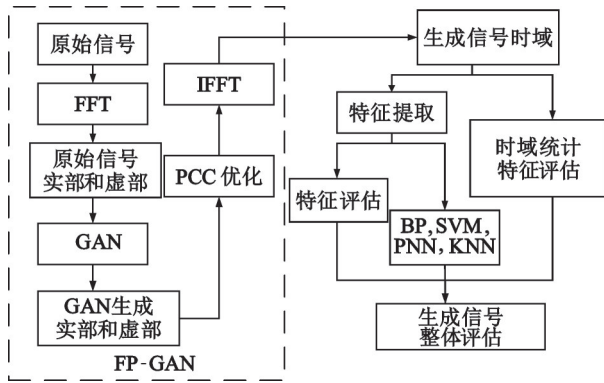 原始信号
FFT
原始信号
实部和虚部
GAN
GAN生成
实部和虚部
PCC 优化
IFFT
FP-GAN
生成信号时域
特征提取
时域统计
特征评估
特征评估
BP,SVM,
PNN,KNN
生成信号
整体评估